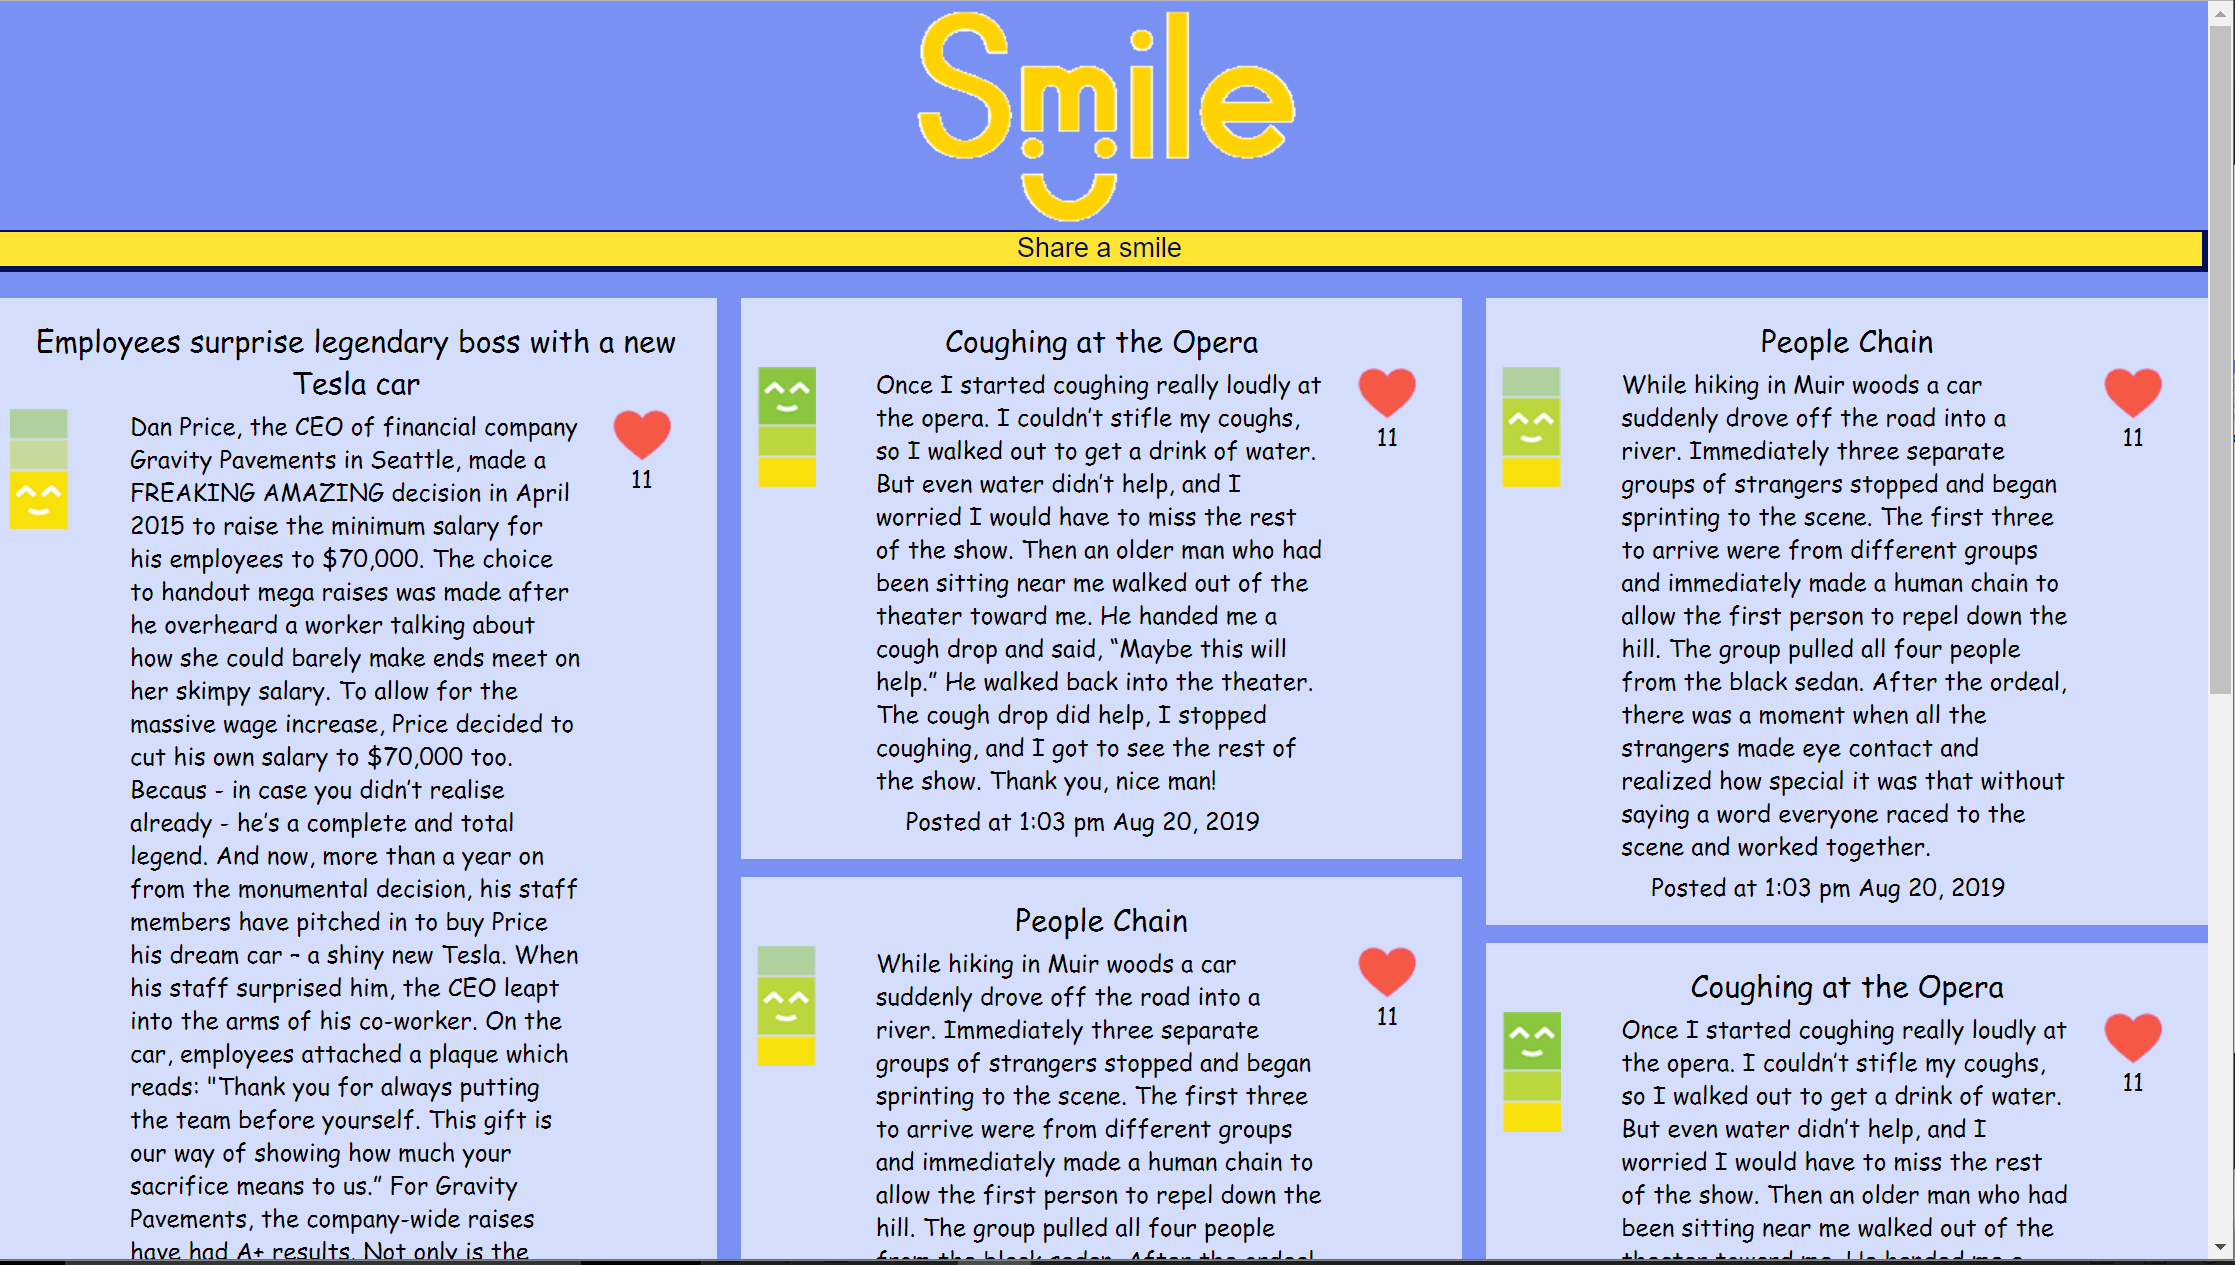 Smile
Share a smile
Employees surprise legendary boss with a new
Tesla car
Dan Price, the CEO of financial company
Gravity Pavements in Seattle, made a
FREAKING AMAZING decision in April
2015 to raise the minimum salary for
his employees to $70,000. The choice
to handout mega raises was made after
he overheard a worker talking about
how she could barely make ends meet on
her skimpy salary. To allow for the
massive wage increase, Price decided to
cut his own salary to $70,000 too.
Becaus - in case you didn't realise
already - he's a complete and total
legend. And now, more than a year on
from the monumental decision, his staff
members have pitched in to buy Price
his dream car – a shiny new Tesla. When
his staff surprised him, the CEO leapt
into the arms of his co-worker. On the
car, employees attached a plaque which
reads: "Thank you for always putting
the team before yourself. This gift is
our way of showing how much your
sacrifice means to us." For Gravity
Pavements, the company-wide raises
have had A+ results. Not only is the
11
Coughing at the Opera
Once I started coughing really loudly at
the opera. I couldn't stifle my coughs,
so I walked out to get a drink of water.
But even water didn't help, and I
worried I would have to miss the rest
of the show. Then an older man who had
been sitting near me walked out of the
theater toward me. He handed me a
cough drop and said, “Maybe this will
help.” He walked back into the theater.
The cough drop did help, I stopped
coughing, and I got to see the rest of
the show. Thank you, nice man!
Posted at 1:03 pm Aug 20, 2019
11
People Chain
While hiking in Muir woods a car
suddenly drove off the road into a
river. Immediately three separate
groups of strangers stopped and began
sprinting to the scene. The first three
to arrive were from different groups
and immediately made a human chain to
allow the first person to repel down the
hill. The group pulled all four people
from the black sedan. After the ordeal,
11
People Chain
While hiking in Muir woods a car
suddenly drove off the road into a
river. Immediately three separate
groups of strangers stopped and began
sprinting to the scene. The first three
to arrive were from different groups
and immediately made a human chain to
allow the first person to repel down the
hill. The group pulled all four people
from the black sedan. After the ordeal,
there was a moment when all the
strangers made eye contact and
realized how special it was that without
saying a word everyone raced to the
scene and worked together.
Posted at 1:03 pm Aug 20, 2019
11
Coughing at the Opera
Once I started coughing really loudly at
the opera. I couldn't stifle my coughs,
so I walked out to get a drink of water.
But even water didn't help, and I
worried I would have to miss the rest
of the show. Then an older man who had
been sitting near me walked out of the
theater toward me. He handed me a
11